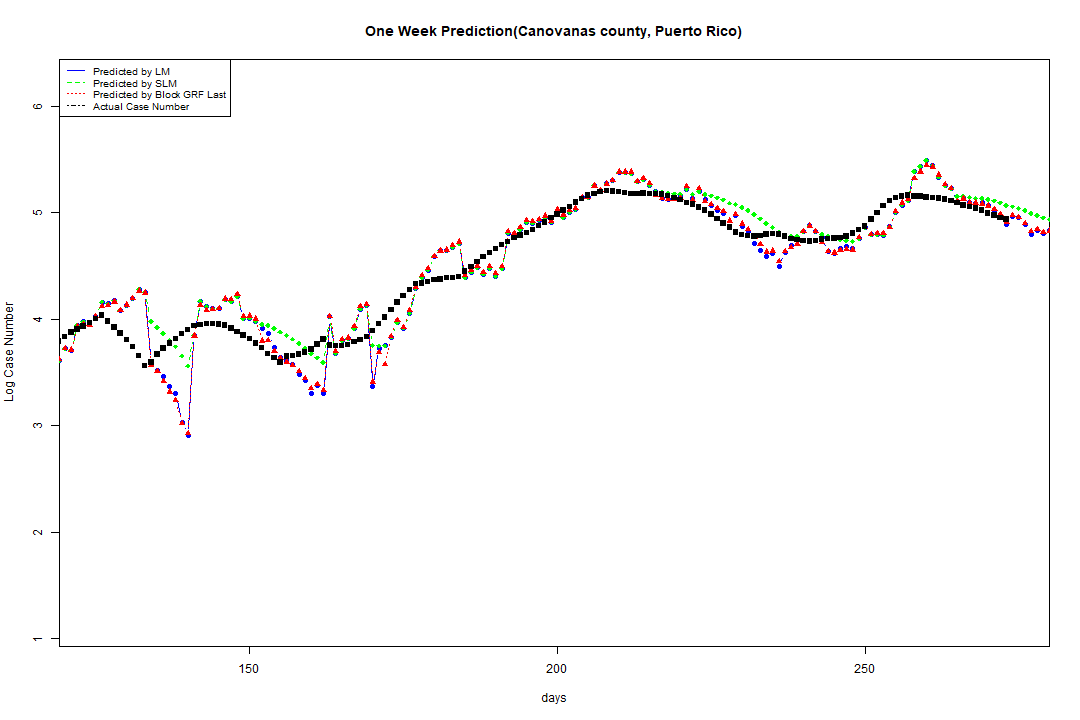 One Week Prediction(Canovanas county, Puerto Rico)
Predicted by LM
Predicted by SLM
Predicted by Block GRF Last
Actual Case Number
6
5
4
3
2
1
Log Case Number
150
200
250
days